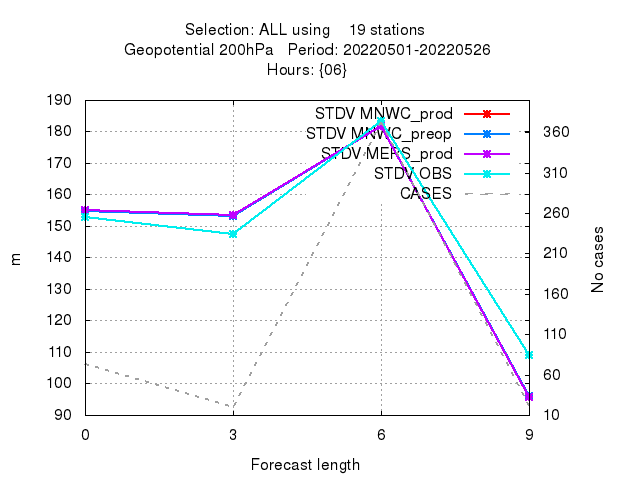 Selection: ALL using    19 stations
Geopotential 200hPa   Period: 20220501-20220526
Hours: {06}
190
180
170
160
150
140
130
120
110
100
90
m
STDV MNWC_prod
STDV MNWC_preop
STDV MEPS_prod
STDV OBS
CASES
360
310
260
210
160
110
60
10
No cases
0 3 6 9
Forecast length